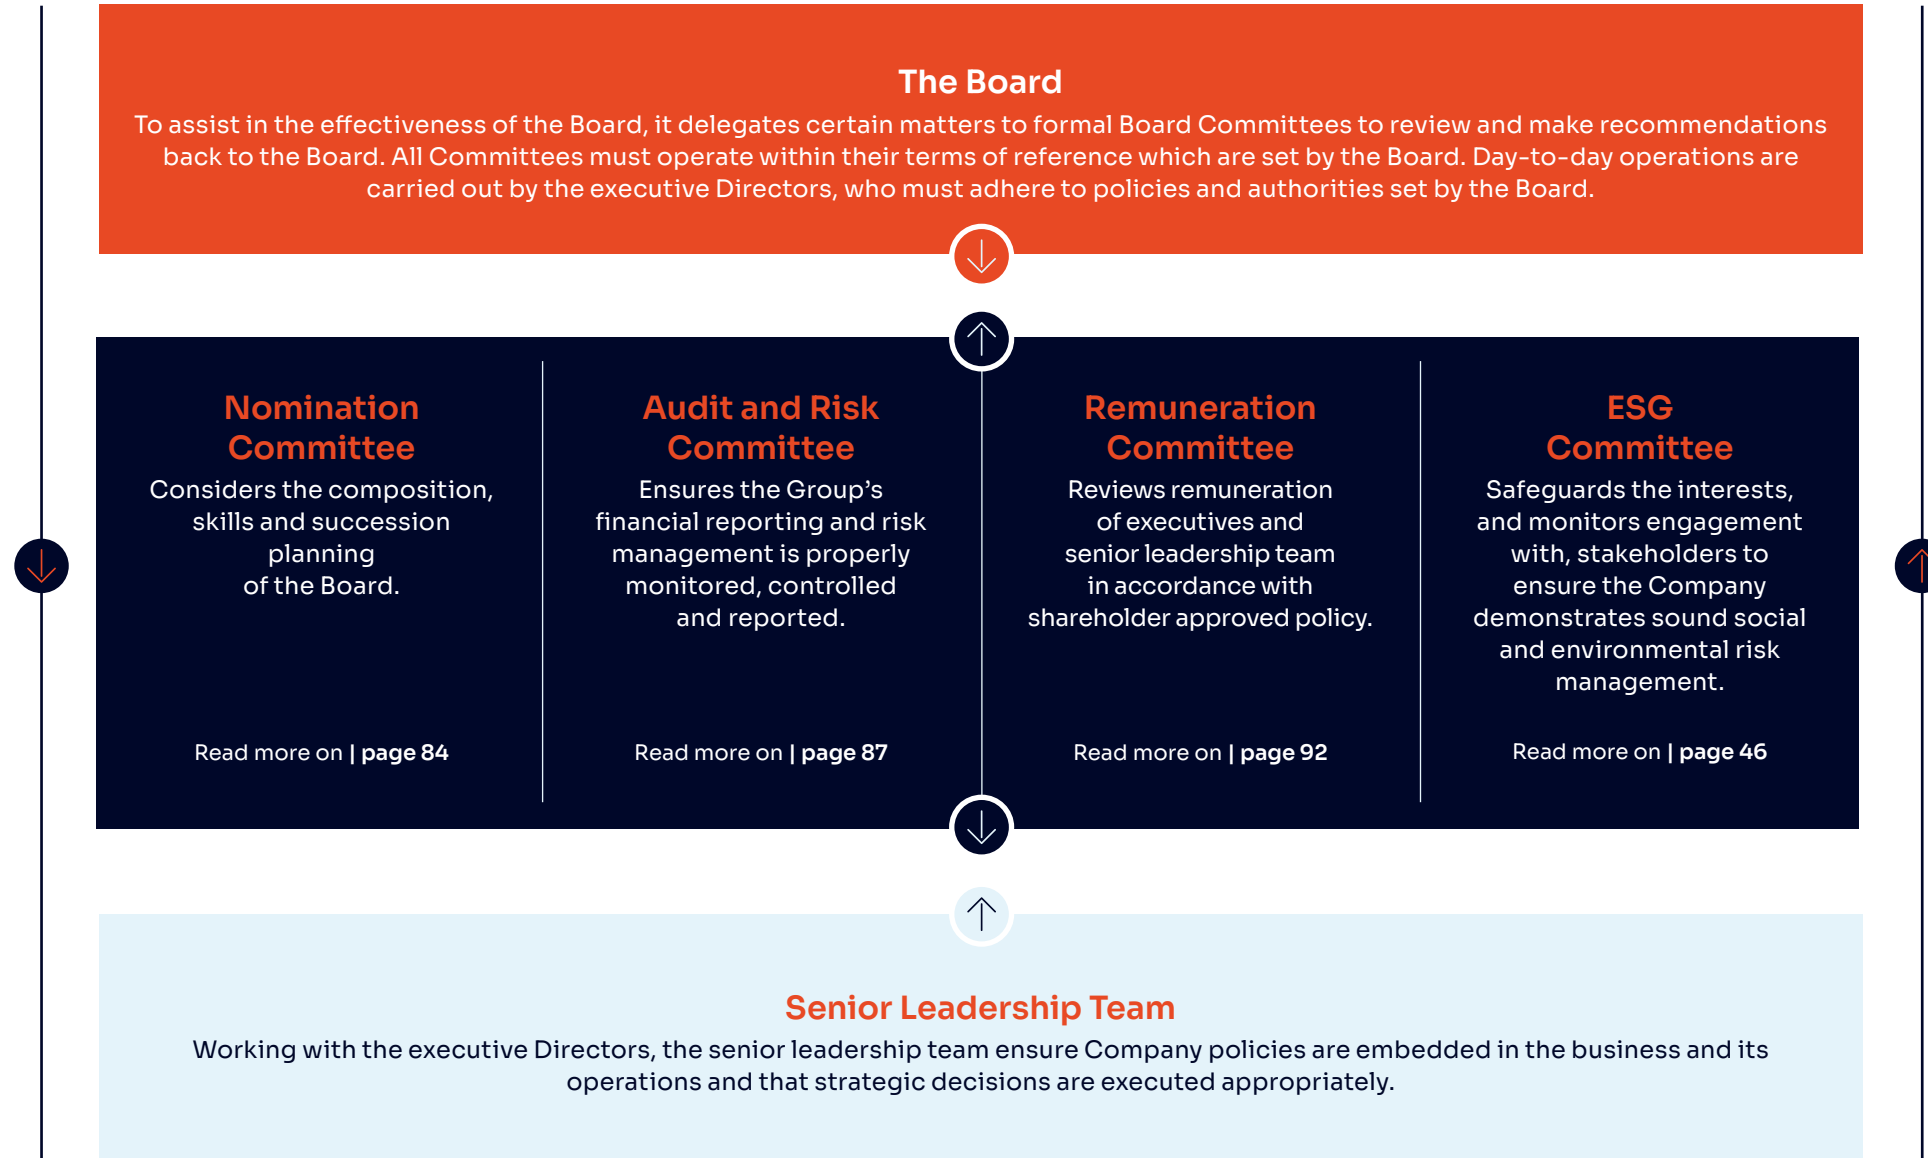 The Board
To assist in the effectiveness of the Board, it delegates certain matters to formal Board Committees to review and make recommendations
back to the Board. All Committees must operate within their terms of reference which are set by the Board. Day-to-day operations are
carried out by the executive Directors, who must adhere to policies and authorities set by the Board.
Nomination
Committee
Considers the composition,
skills and succession
planning
of the Board.
Read more on | page 84
Audit and Risk
Committee
Ensures the Group’s
financial reporting and risk
management is properly
monitored, controlled
and reported.
Read more on | page 87
Remuneration
Committee
Reviews remuneration
of executives and
senior leadership team
in accordance with
shareholder approved policy.
Read more on | page 92
ESG
Committee
Safeguards the interests,
and monitors engagement
with, stakeholders to
ensure the Company
demonstrates sound social
and environmental risk
management.
Read more on | page 46
Senior Leadership Team
Working with the executive Directors, the senior leadership team ensure Company policies are embedded in the business and its
operations and that strategic decisions are executed appropriately.